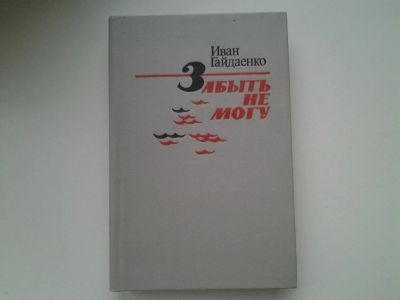 Иван
Гайдаенко
Забыть
не
могу